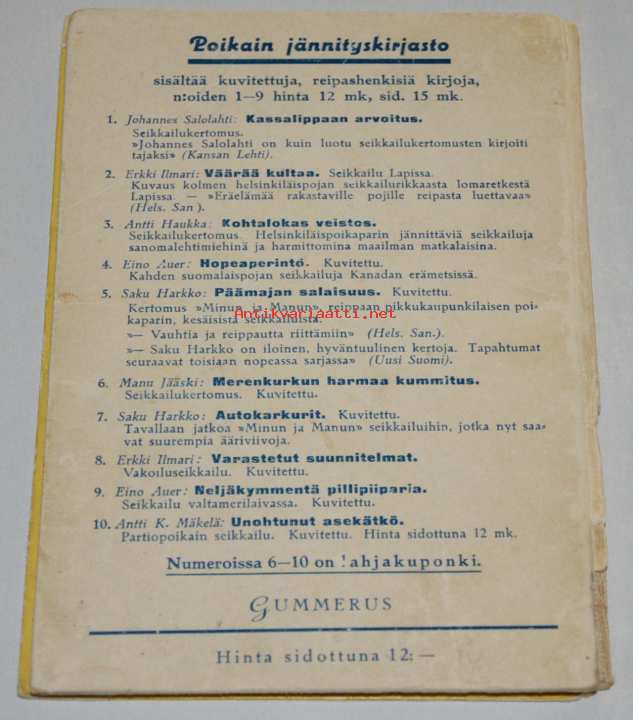 Poikain jännityskirjasto
sisältää kuvitettuja, reipashenkisiä kirjoja,
n:oiden 1—9 hinta 12 mk, sid. 15 mk.
1. Johannes Salolahti: Kassalippaan arvoitus.
Seikkailukertomus.
»Johannes Salolahti on kuin luotu seikkailukertomusten kirjoit
tajaksi» (Kansan Lehti).
2. Erkki Ilmari: Väärää kultaa. Seikkailu Lapissa.
Kuvaus kolmen helsinkiläispojan seikkailurikkaasta lomaretkestä
Lapissa. — »Eräelämää rakastaville pojille reipasta luettavaa»
(Hels. San).
3. Antti Haukka: Kohtalokas veistos.
Seikkailukertomus. Helsinkiläispoikaparin jännittäviä seikkailuja
sanomalehtimiehinä ja harmittomina maailman matkalaisina.
4. Eino Auer: Hopeaperintö. Kuvitettu.
Kahden suomalaispojan seikkailuja Kanadan erämetsissä.
5. Saku Harkko: Päämajan salaisuus. Kuvitettu.
Kertomus »Minun» ja Manun», reippaan pikkukaupunkilaisen poi-
kaparin, kesäisistä seikkailuista.
Antikvariaatti.net
»— Vauhtia ja reippautta riittämiin» (Hels. San.).
»— Saku Harkko on iloinen, hyväntuulinen kertoja. Tapahtumat
seuraavat toisiaan nopeassa sarjassa» (Uusi Suomi).
6. Manu Jääski: Merenkurkun harmaa kummitus.
Seikkailukertomus. Kuvitettu.
7. Saku Harkko: Autokarkurit. Kuvitettu.
Tavallaan jatkoa »Minun ja Manun» seikkailuihin, jotka nyt saa-
vat suurempia ääriviivoja.
8. Erkki Ilmari: Varastetut suunnitelmat.
Vakoiluseikkailu. Kuvitettu.
9. Eino Auer: Neljäkymmentä pillipiiparia.
Seikkailu valtamerilaivassa. Kuvitettu.
10. Antti K. Mäkelä: Unohtunut asekätkö.
Partiopoikain seikkailu. Kuvitettu. Hinta sidottuna 12 mk.
Numeroissa 6—10 on lahjakuponki.
GUMMERUS
Hinta sidottuna 12:—